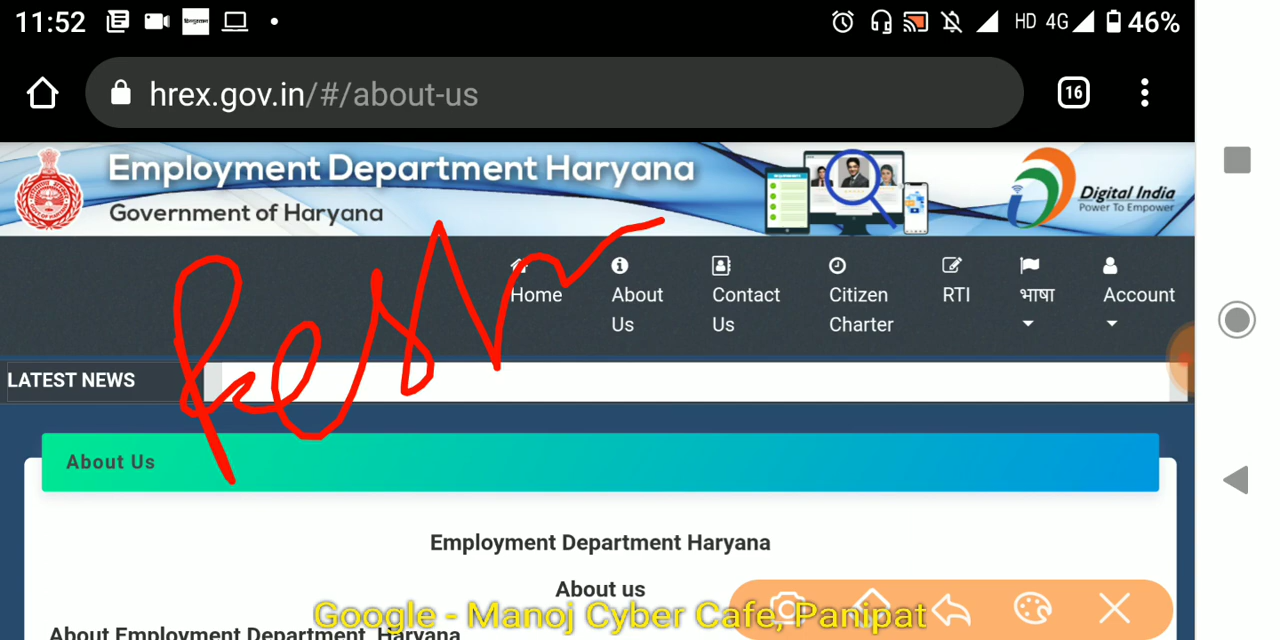 11:52
HD 4G 46%
hrex.gov.in/#/about-us
16
Employment Department Haryana
Government of Haryana
Digital India
Power To Empower
Home
About Us
Contact Us
Citizen Charter
RTI
भाषा
Account
LATEST NEWS
About Us
Employment Department Haryana
About us
About Employment Department, Haryana
Google - Manoj Cyber Cafe, Panipat